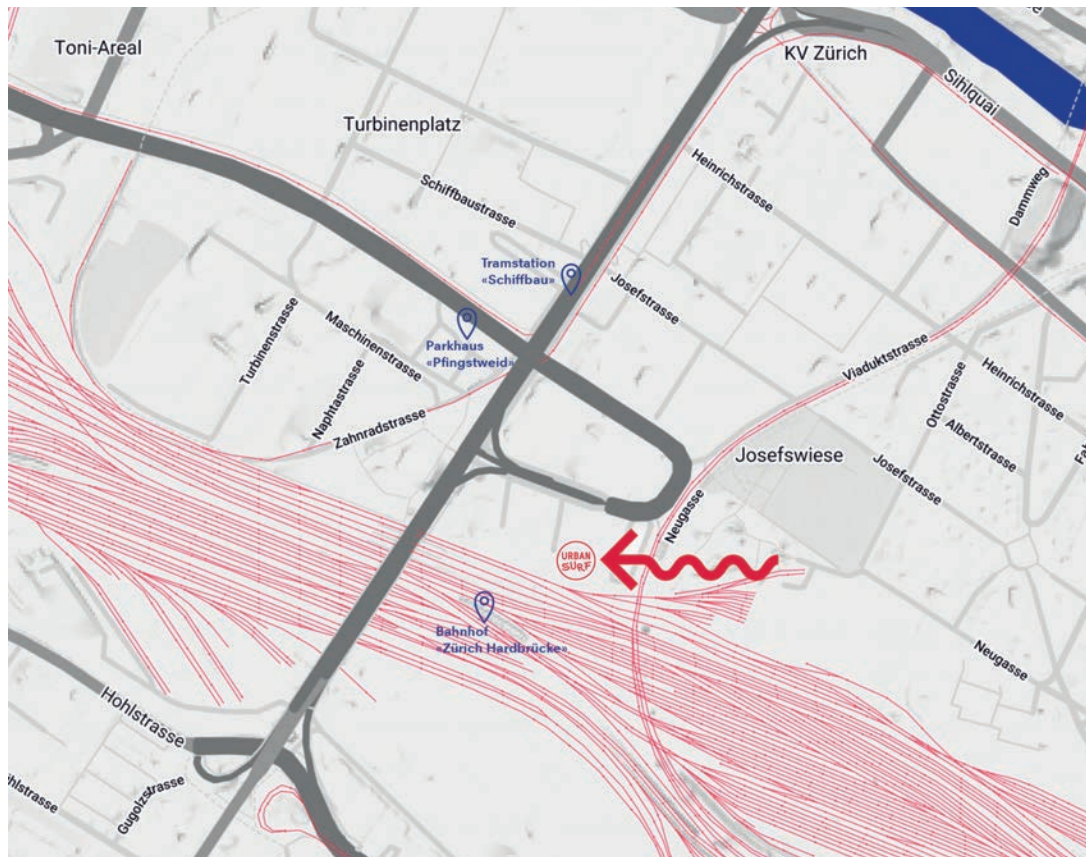 Toni-Areal
KV Zürich
Sihlquai
Turbinenplatz
Heinrichstrasse
Dammweg
Schiffbaustrasse
Tramstation
«Schiffbau»
Josefstrasse
Turbinenstrasse
Maschinenstrasse
Parkhaus
«Pfingstweid»
Viaduktstrasse
Heinrichstrasse
Ottostrasse
Naphtastrasse
Zahnradstrasse
Albertstrasse
Josefswiese
Josefstrasse
Neugasse
URBAN
SURF
Bahnhof
«Zürich Hardbrücke»
Neugasse
Hohlstrasse
Gugolzstrasse